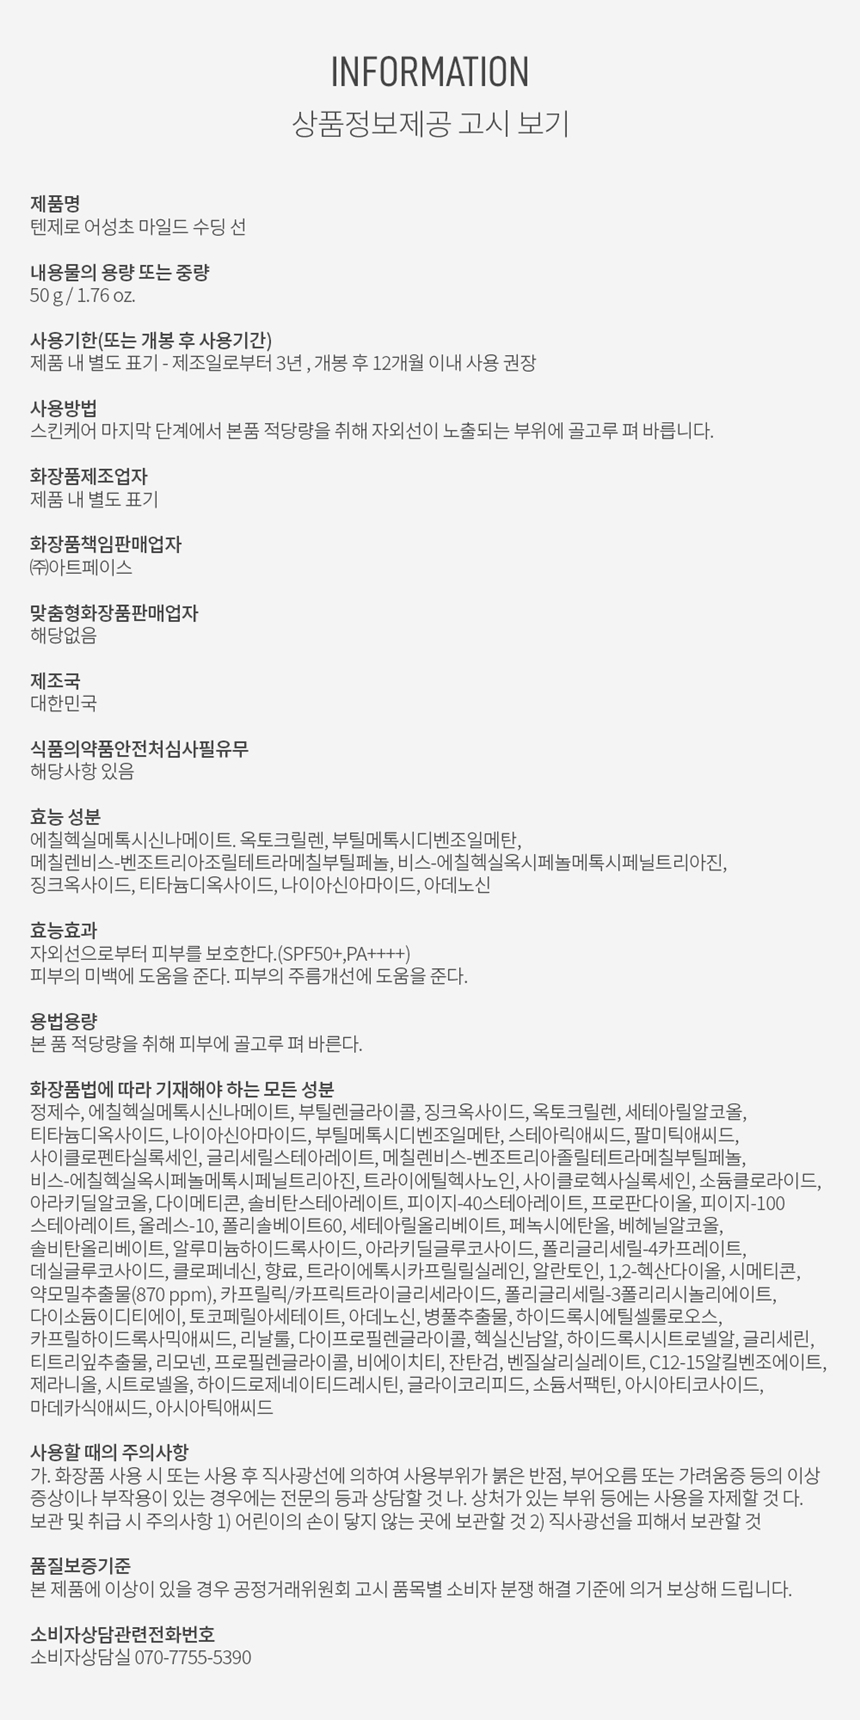 INFORMATION
상품정보제공 고시 보기
제품명
텐제로 어성초 마일드 수딩 선
내용물의 용량 또는 중량
50 g / 1.76 oz.
사용기한(또는 개봉 후 사용기간)
제품 내 별도 표기 - 제조일로부터 3년 , 개봉 후 12개월 이내 사용 권장
사용방법
스킨케어 마지막 단계에서 본품 적당량을 취해 자외선이 노출되는 부위에 골고루 펴 바릅니다.
화장품제조업자
제품 내 별도 표기
화장품책임판매업자
㈜아트페이스
맞춤형화장품판매업자
해당없음
제조국
대한민국
식품의약품안전처심사필유무
해당사항 있음
효능 성분
에칠헥실메톡시신나메이트. 옥토크릴렌, 부틸메톡시디벤조일메탄,
메칠렌비스-벤조트리아조릴테트라메칠부틸페놀, 비스-에칠헥실옥시페놀메톡시페닐트리아진,
징크옥사이드, 티타늄디옥사이드, 나이아신아마이드, 아데노신
효능효과
자외선으로부터 피부를 보호한다.(SPF50+,PA++++)
피부의 미백에 도움을 준다. 피부의 주름개선에 도움을 준다.
용법용량
본 품 적당량을 취해 피부에 골고루 펴 바른다.
화장품법에 따라 기재해야 하는 모든 성분
정제수, 에칠헥실메톡시신나메이트, 부틸렌글라이콜, 징크옥사이드, 옥토크릴렌, 세테아릴알코올,
티타늄디옥사이드, 나이아신아마이드, 부틸메톡시디벤조일메탄, 스테아릭애씨드, 팔미틱애씨드,
사이클로펜타실록세인, 글리세릴스테아레이트, 메칠렌비스-벤조트리아졸릴테트라메칠부틸페놀,
비스-에칠헥실옥시페놀메톡시페닐트리아진, 트라이에틸헥사노인, 사이클로헥사실록세인, 소듐클로라이드,
아라키딜알코올, 다이메티콘, 솔비탄스테아레이트, 피이지-40스테아레이트, 프로판다이올, 피이지-100
스테아레이트, 올레스-10, 폴리솔베이트60, 세테아릴올리베이트, 페녹시에탄올, 베헤닐알코올,
솔비탄올리베이트, 알루미늄하이드록사이드, 아라키딜글루코사이드, 폴리글리세릴-4카프레이트,
데실글루코사이드, 클로페네신, 향료, 트라이에톡시카프릴릴실레인, 알란토인, 1,2-헥산다이올, 시메티콘,
약모밀추출물(870 ppm), 카프릴릭/카프릭트라이글리세라이드, 폴리글리세릴-3폴리리시놀리에이트,
다이소듐이디티에이, 토코페릴아세테이트, 아데노신, 병풀추출물, 하이드록시에틸셀룰로오스,
카프릴하이드록사믹애씨드, 리날룰, 다이프로필렌글라이콜, 헥실신남알, 하이드록시시트로넬알, 글리세린,
티트리잎추출물, 리모넨, 프로필렌글라이콜, 비에이치티, 잔탄검, 벤질살리실레이트, C12-15알킬벤조에이트,
제라니올, 시트로넬올, 하이드로제네이티드레시틴, 글라이코리피드, 소듐서팩틴, 아시아티코사이드,
마데카식애씨드, 아시아틱애씨드
사용할 때의 주의사항
가. 화장품 사용 시 또는 사용 후 직사광선에 의하여 사용부위가 붉은 반점, 부어오름 또는 가려움증 등의 이상
증상이나 부작용이 있는 경우에는 전문의 등과 상담할 것 나. 상처가 있는 부위 등에는 사용을 자제할 것 다.
보관 및 취급 시 주의사항 1) 어린이의 손이 닿지 않는 곳에 보관할 것 2) 직사광선을 피해서 보관할 것
품질보증기준
본 제품에 이상이 있을 경우 공정거래위원회 고시 품목별 소비자 분쟁 해결 기준에 의거 보상해 드립니다.
소비자상담관련전화번호
소비자상담실 070-7755-5390